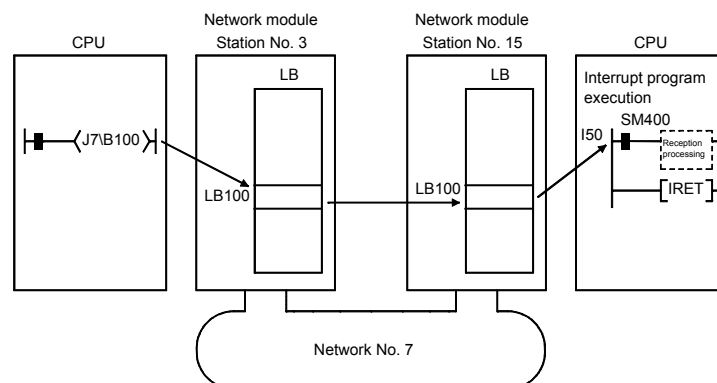 Network module
Station No. 3
Network module
Station No. 15
CPU
CPU
LB
LB
Interrupt program
execution
SM400
I50
J7\B100
Reception
processing
LB100
LB100
IRET
Network No. 7